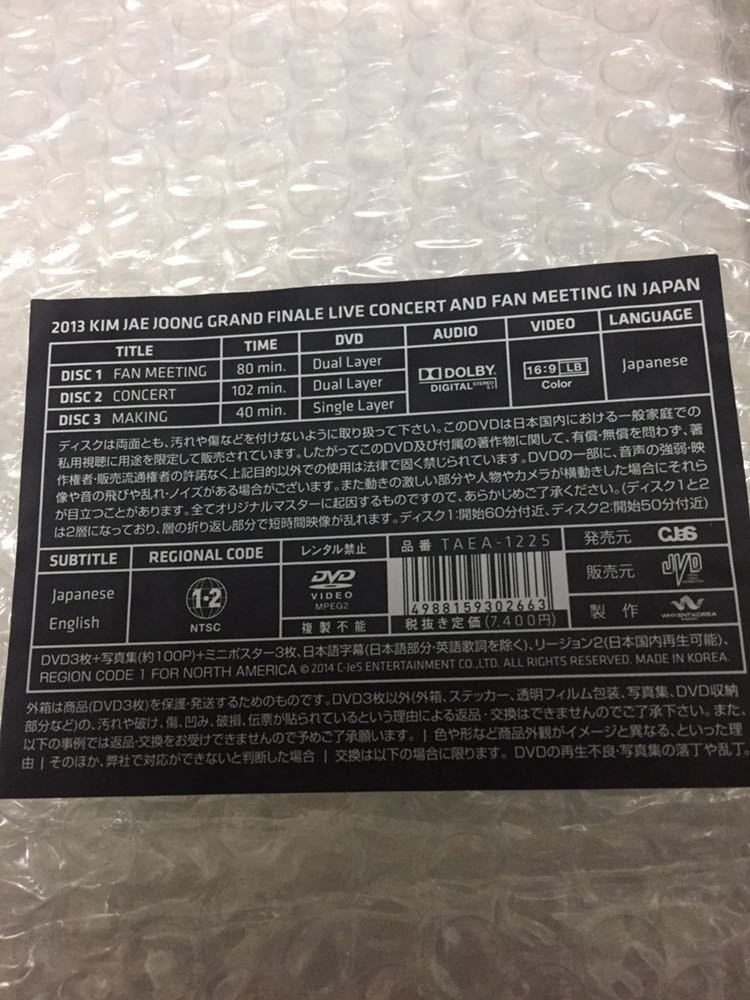 2013 KIM JAE JOONG GRAND FINALE LIVE CONCERT AND FAN MEETING IN JAPAN
TITLE TIME DVD AUDIO VIDEO LANGUAGE
DISC 1 FAN MEETING 80 min. Dual Layer
DISC 2 CONCERT 102 min. Dual Layer
DISC 3 MAKING 40 min. Single Layer
DOLBY
DIGITAL STEREO 5.1
16:9 LB
Color
Japanese
ディスクは両面とも、汚れや傷などを付けないように取り扱って下さい。このDVDは日本国内における一般家庭での
私用視聴に用途を限定して販売されています。したがってこのDVD及び付属の著作物に関して、有償・無償を問わず、著
作権者・販売流通権者の許諾なく上記目的以外での使用は法律で固く禁じられています。DVDの一部に、音声の強弱・映
像や音の飛びや乱れ・ノイズがある場合がございます。また動きの激しい部分や人物やカメラが横動きした場合にそれら
が目立つことがあります。全てオリジナルマスターに起因するものですので、あらかじめご了承ください。(ディスク1と2
は2層になっており、層の折り返し部分で短時間映像が乱れます。ディスク1:開始60分付近、ディスク2:開始50分付近)
SUBTITLE REGIONAL CODE レンタル禁止 品番 TAEA-1225 発売元 CJeS
Japanese
English
1・2
NTSC
DVD
VIDEO
MPEG2
複製不能
4988159302663
税抜き定価(7,400円)
販売元 JVD
製作 WHYENTKOREA
DVD3枚+写真集(約100P)+ミニポスター3枚、日本語字幕(日本語部分・英語歌詞を除く)、リージョン2(日本国内再生可能)、
REGION CODE 1 FOR NORTH AMERICA ©2014 C-JeS ENTERTAINMENT CO.,LTD. ALL RIGHTS RESERVED. MADE IN KOREA.
外箱は商品(DVD3枚)を保護・発送するためのものです。DVD3枚以外(外箱、ステッカー、透明フィルム包装、写真集、DVD収納
部分など)の、汚れや破け、傷、凹み、破損、伝票が貼られているという理由による返品・交換はできませんのでご了承下さい。また、
以下の事例では返品・交換をお受けできませんので予めご了承願います。 | 色や形など商品外観がイメージと異なる、といった理
由 | そのほか、弊社で対応ができないと判断した場合 | 交換は以下の場合に限ります。 DVDの再生不良・写真集の落丁や乱丁。